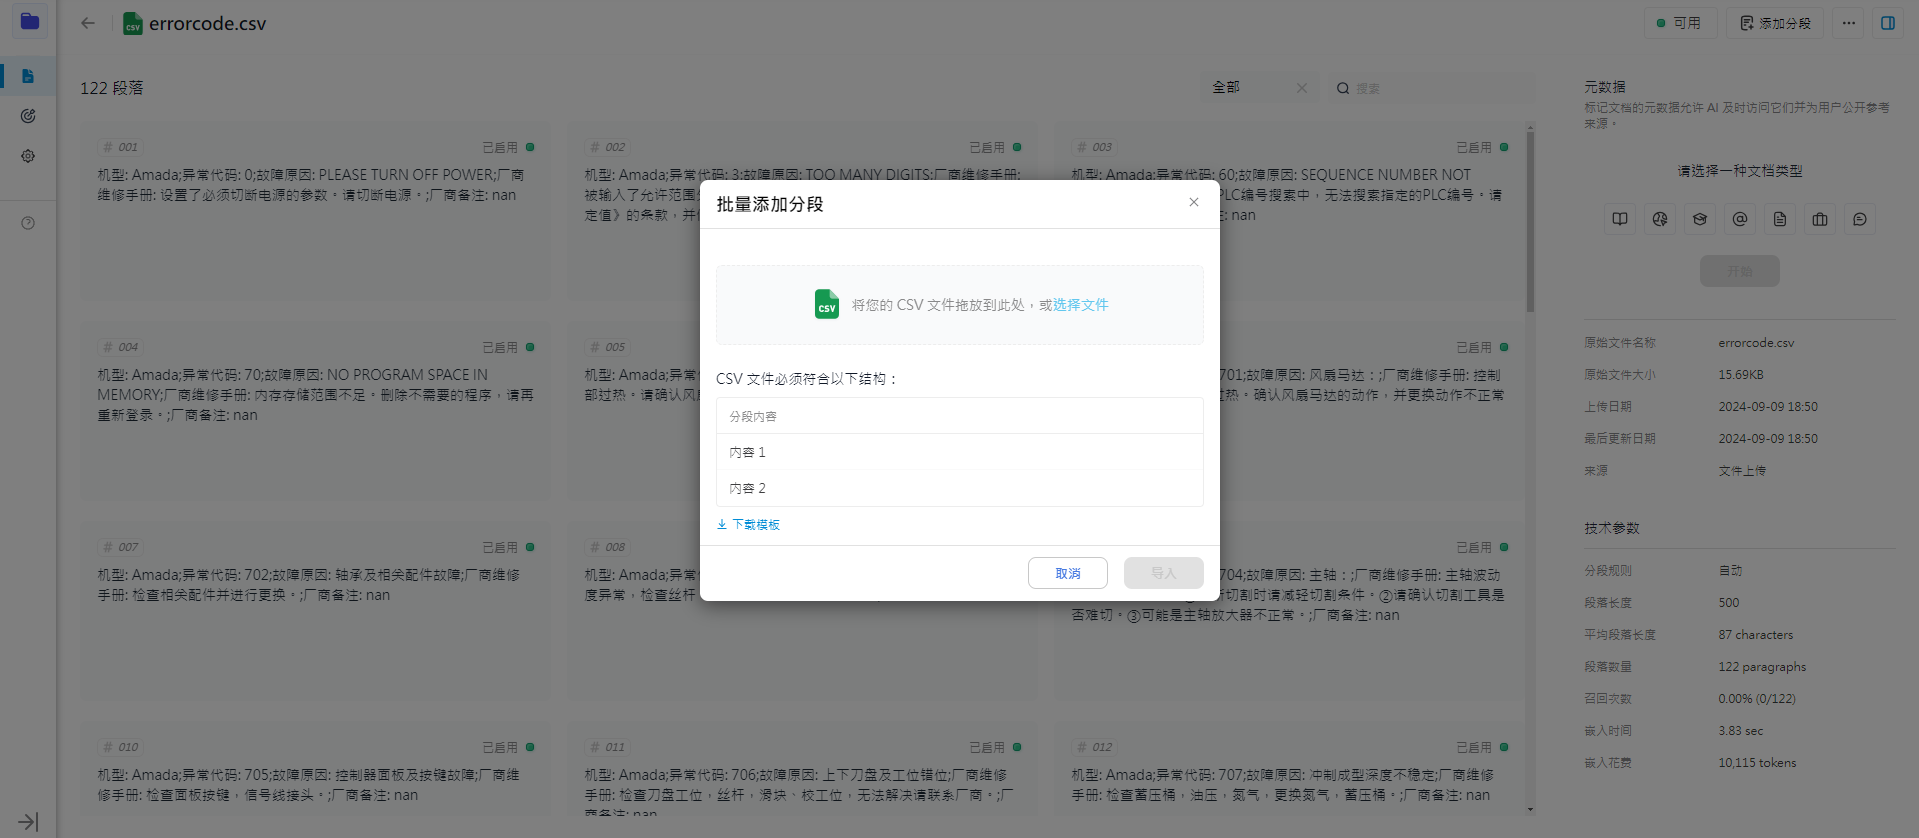 errorcode.csv
可用
添加分段
122 段落
全部
搜索
# 001
已启用
机型: Amada;异常代码: 0;故障原因: PLEASE TURN OFF POWER;厂商
维修手册: 设置了必须切断电源的参数。请切断电源。;厂商备注: nan
# 002
已启用
机型: Amada;异常代码: 3;故障原因: TOO MANY DIGITS;厂商维修手册:
被输入了允许范围
定值》的条款，并
# 003
已启用
机型: Amada;异常代码: 60;故障原因: SEQUENCE NUMBER NOT
PLC编号搜索中，无法搜索指定的PLC编号。请
: nan
# 004
已启用
机型: Amada;异常代码: 70;故障原因: NO PROGRAM SPACE IN
MEMORY;厂商维修手册: 内存存储范围不足。删除不需要的程序，请再
重新登录。;厂商备注: nan
# 005
机型: Amada;异常
部过热。请确认风
已启用
701;故障原因: 风扇马达：;厂商维修手册: 控制
过热。确认风扇马达的动作，并更换动作不正常
# 007
已启用
机型: Amada;异常代码: 702;故障原因: 轴承及相关配件故障;厂商维修
手册: 检查相关配件并进行更换。;厂商备注: nan
# 008
机型: Amada;异常
度异常，检查丝杆
已启用
704;故障原因: 主轴：;厂商维修手册: 主轴波动
切割时请减轻切割条件。②请确认切割工具是
否难切。③可能是主轴放大器不正常。;厂商备注: nan
# 010
已启用
机型: Amada;异常代码: 705;故障原因: 控制器面板及按键故障;厂商维
修手册: 检查面板按键，信号线接头。;厂商备注: nan
# 011
已启用
机型: Amada;异常代码: 706;故障原因: 上下刀盘及工位错位;厂商维修
手册: 检查刀盘工位，丝杆，滑块、校工位，无法解决请联系厂商。;厂
商备注: nan
# 012
已启用
机型: Amada;异常代码: 707;故障原因: 冲制成型深度不稳定;厂商维修
手册: 检查蓄压桶，油压，氮气，更换氮气，蓄压桶。;厂商备注: nan
批量添加分段
将您的 CSV 文件拖放到此处，或选择文件
CSV 文件必须符合以下结构：
分段内容
内容 1
内容 2
下载模板
取消
导入
元数据
标记文档的元数据允许 AI 及时访问它们并为用户公开参考
来源。
请选择一种文档类型
开始
原始文件名称 errorcode.csv
原始文件大小 15.69KB
上传日期 2024-09-09 18:50
最后更新日期 2024-09-09 18:50
来源 文件上传
技术参数
分段规则 自动
段落长度 500
平均段落长度 87 characters
段落数量 122 paragraphs
召回次数 0.00% (0/122)
嵌入时间 3.83 sec
嵌入花费 10,115 tokens